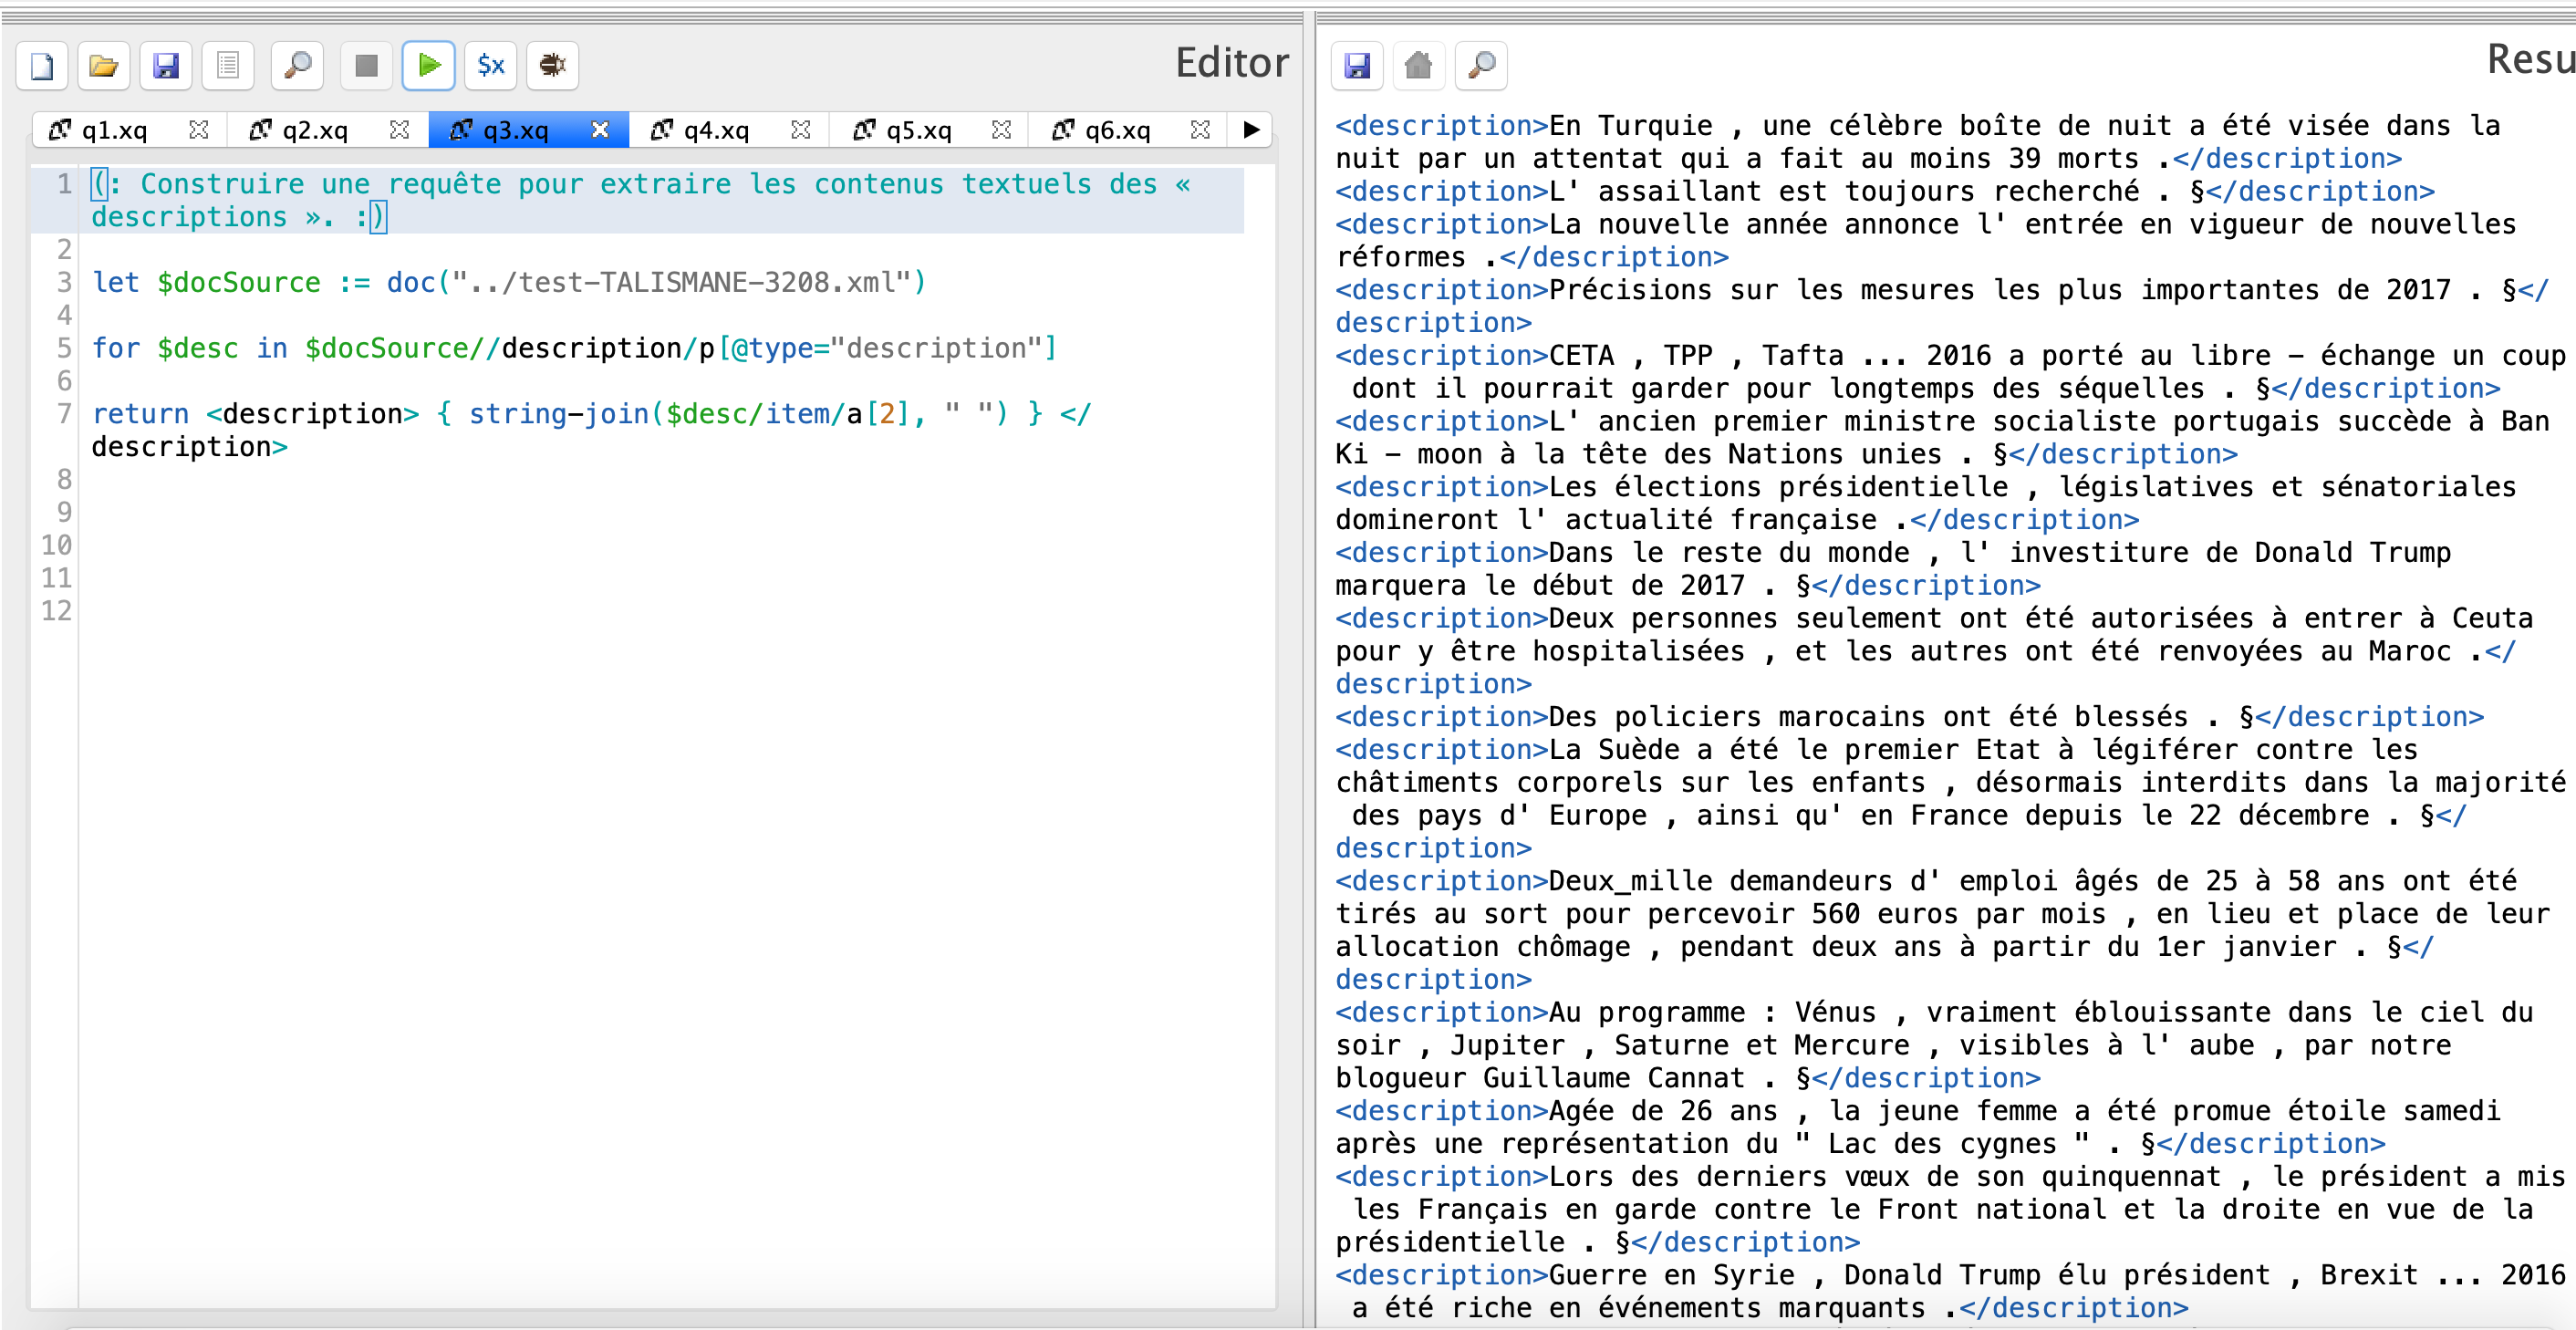 $x
Editor
q1.xq
q2.xq
q3.xq
q4.xq
q5.xq
q6.xq
1 (: Construire une requête pour extraire les contenus textuels des «
descriptions ». :)
2
3 let $docSource := doc("../test-TALISMANE-3208.xml")
4
5 for $desc in $docSource//description/p[@type="description"]
6
7 return <description> { string-join($desc/item/a[2], " ") } </
description>
8
9
10
11
12
Resu
<description>En Turquie , une célèbre boîte de nuit a été visée dans la
nuit par un attentat qui a fait au moins 39 morts .</description>
<description>L' assaillant est toujours recherché . §</description>
<description>La nouvelle année annonce l' entrée en vigueur de nouvelles
réformes .</description>
<description>Précisions sur les mesures les plus importantes de 2017 . §</
description>
<description>CETA , TPP , Tafta ... 2016 a porté au libre – échange un coup
dont il pourrait garder pour longtemps des séquelles . §</description>
<description>L' ancien premier ministre socialiste portugais succède à Ban
Ki – moon à la tête des Nations unies . §</description>
<description>Les élections présidentielle , législatives et sénatoriales
domineront l' actualité française .</description>
<description>Dans le reste du monde , l' investiture de Donald Trump
marquera le début de 2017 . §</description>
<description>Deux personnes seulement ont été autorisées à entrer à Ceuta
pour y être hospitalisées , et les autres ont été renvoyées au Maroc .</
description>
<description>Des policiers marocains ont été blessés . §</description>
<description>La Suède a été le premier Etat à légiférer contre les
châtiments corporels sur les enfants , désormais interdits dans la majorité
des pays d' Europe , ainsi qu' en France depuis le 22 décembre . §</
description>
<description>Deux_mille demandeurs d' emploi âgés de 25 à 58 ans ont été
tirés au sort pour percevoir 560 euros par mois , en lieu et place de leur
allocation chômage , pendant deux ans à partir du 1er janvier . §</
description>
<description>Au programme : Vénus , vraiment éblouissante dans le ciel du
soir , Jupiter , Saturne et Mercure , visibles à l' aube , par notre
blogueur Guillaume Cannat . §</description>
<description>Agée de 26 ans , la jeune femme a été promue étoile samedi
après une représentation du " Lac des cygnes " . §</description>
<description>Lors des derniers vœux de son quinquennat , le président a mis
les Français en garde contre le Front national et la droite en vue de la
présidentielle . §</description>
<description>Guerre en Syrie , Donald Trump élu président , Brexit ... 2016
a été riche en événements marquants .</description>